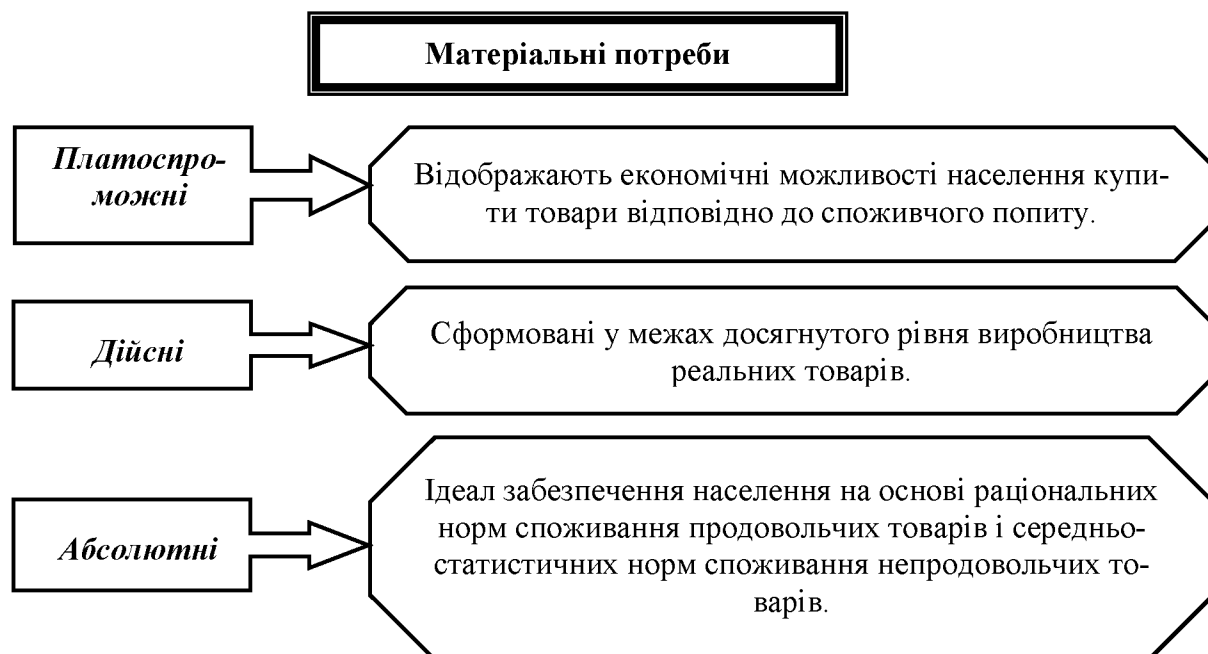 Матеріальні потреби
Платоспро-
можні
Відображають економічні можливості населення купи-
ти товари відповідно до споживчого попиту.
Дійсні
Сформовані у межах досягнутого рівня виробництва
реальних товарів.
Абсолютні
Ідеал забезпечення населення на основі раціональних
норм споживання продовольчих товарів і середньо-
статистичних норм споживання непродовольчих то-
варів.